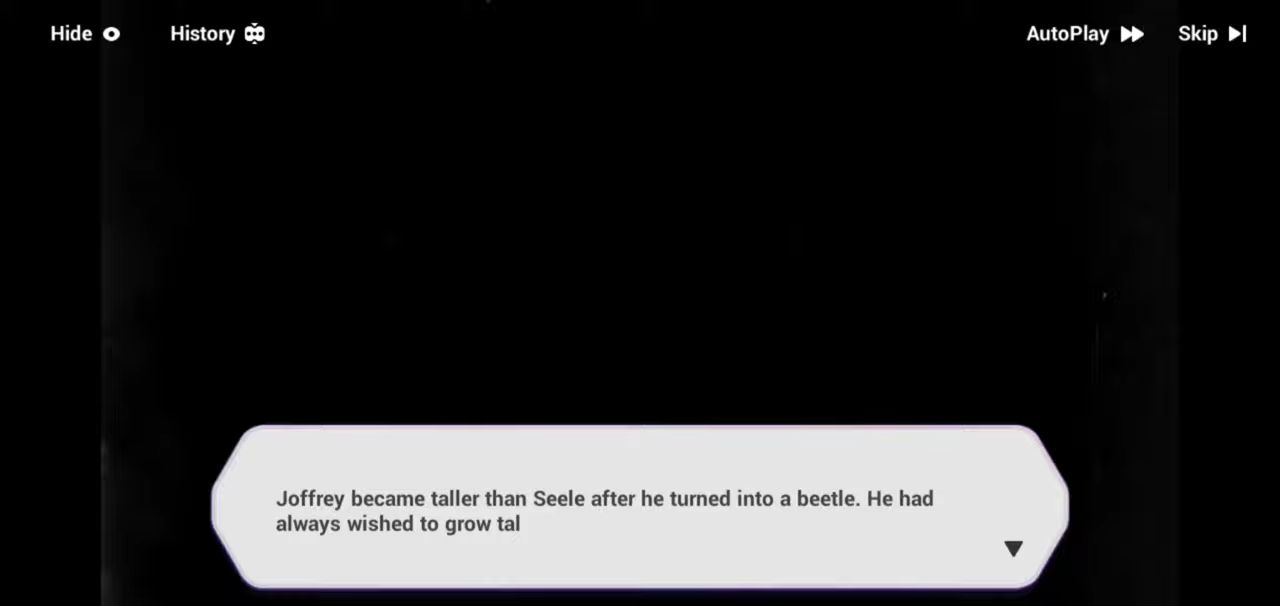 Hide
History
AutoPlay
Skip
Joffrey became taller than Seele after he turned into a beetle. He had
always wished to grow tal